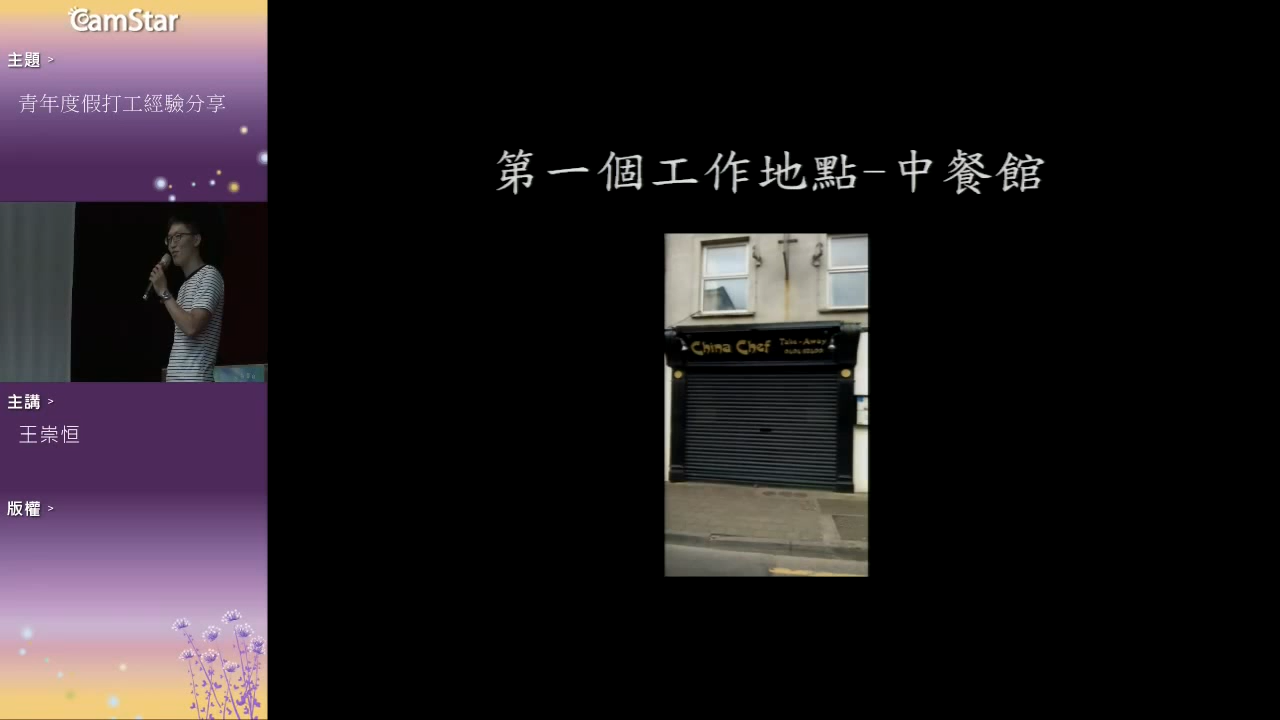 CamStar
主題 >
青年度假打工經驗分享
主講 >
王崇恒
版權 >
第一個工作地點-中餐館
China Chef
Take - Away